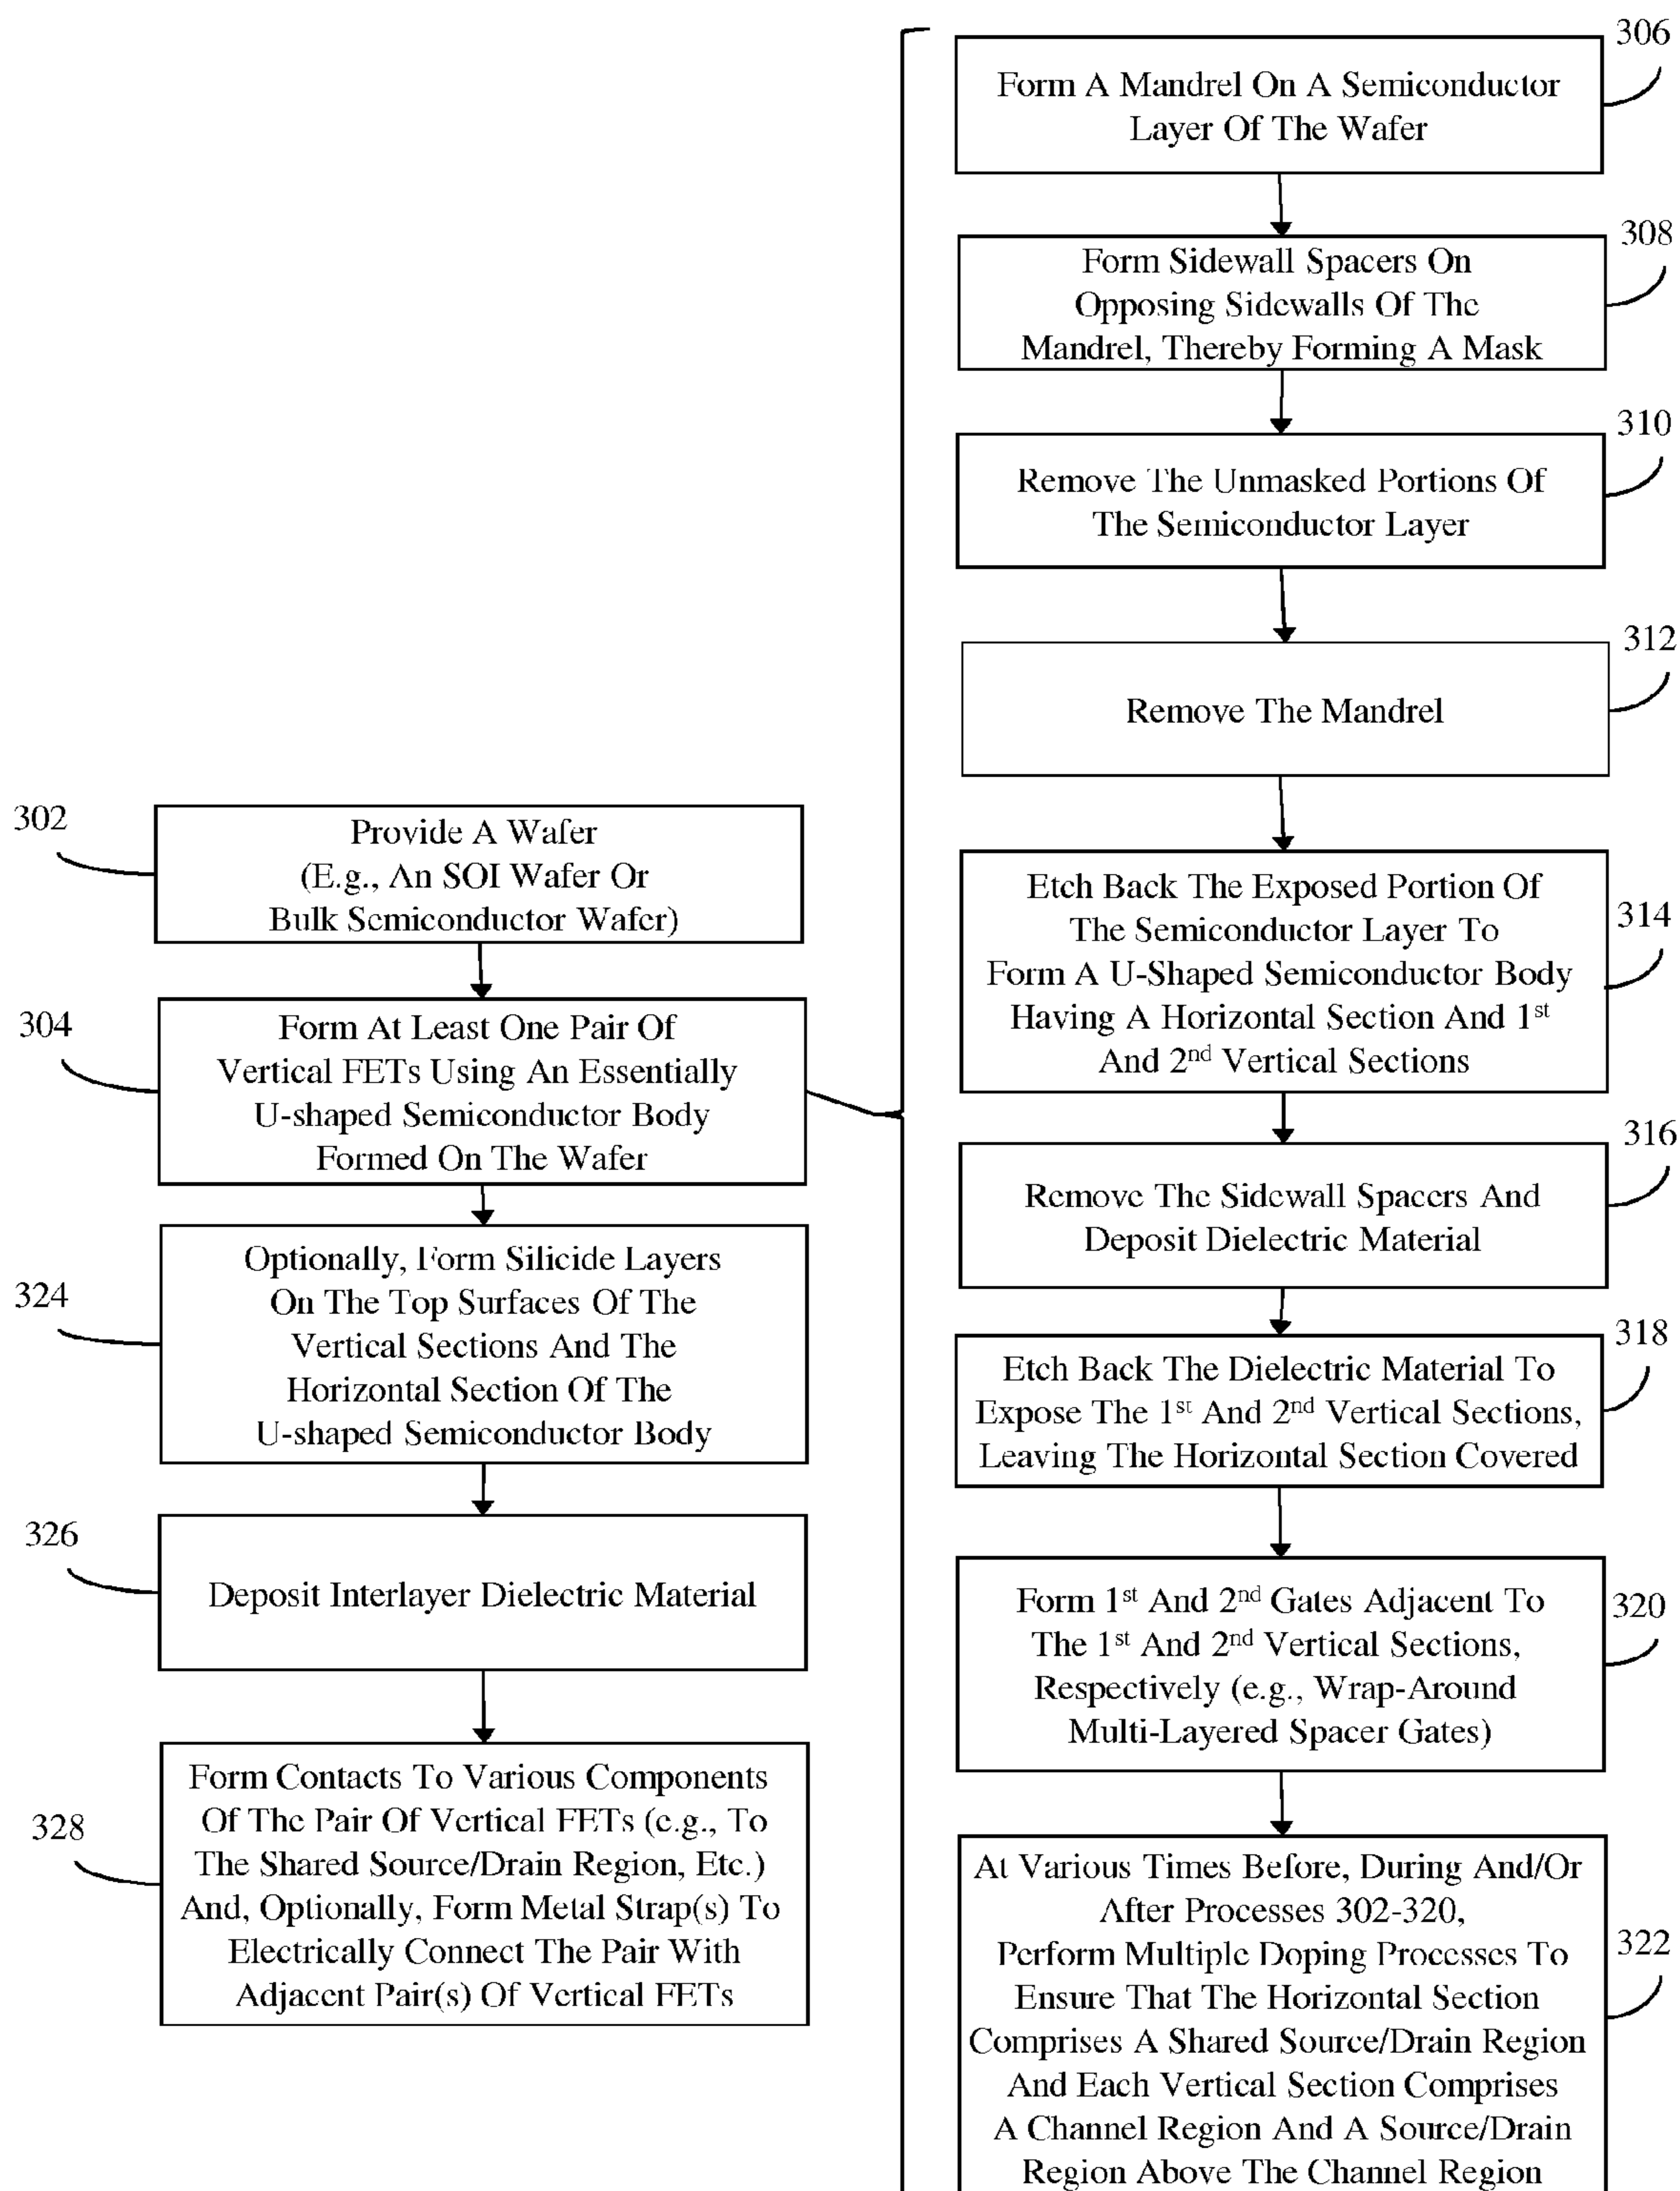 302
Provide A Wafer
(E.g., An SOI Wafer Or
Bulk Semiconductor Wafer)
304
Form At Least One Pair Of
Vertical FETs Using An Essentially
U-shaped Semiconductor Body
Formed On The Wafer
324
Optionally, Form Silicide Layers
On The Top Surfaces Of The
Vertical Sections And The
Horizontal Section Of The
U-shaped Semiconductor Body
326
Deposit Interlayer Dielectric Material
328
Form Contacts To Various Components
Of The Pair Of Vertical FETs (e.g., To
The Shared Source/Drain Region, Etc.)
And, Optionally, Form Metal Strap(s) To
Electrically Connect The Pair With
Adjacent Pair(s) Of Vertical FETs
306
Form A Mandrel On A Semiconductor
Layer Of The Wafer
308
Form Sidewall Spacers On
Opposing Sidewalls Of The
Mandrel, Thereby Forming A Mask
310
Remove The Unmasked Portions Of
The Semiconductor Layer
312
Remove The Mandrel
314
Etch Back The Exposed Portion Of
The Semiconductor Layer To
Form A U-Shaped Semiconductor Body
Having A Horizontal Section And 1st
And 2nd Vertical Sections
316
Remove The Sidewall Spacers And
Deposit Dielectric Material
318
Etch Back The Dielectric Material To
Expose The 1st And 2nd Vertical Sections,
Leaving The Horizontal Section Covered
320
Form 1st And 2nd Gates Adjacent To
The 1st And 2nd Vertical Sections,
Respectively (e.g., Wrap-Around
Multi-Layered Spacer Gates)
322
At Various Times Before, During And/Or
After Processes 302-320,
Perform Multiple Doping Processes To
Ensure That The Horizontal Section
Comprises A Shared Source/Drain Region
And Each Vertical Section Comprises
A Channel Region And A Source/Drain
Region Above The Channel Region